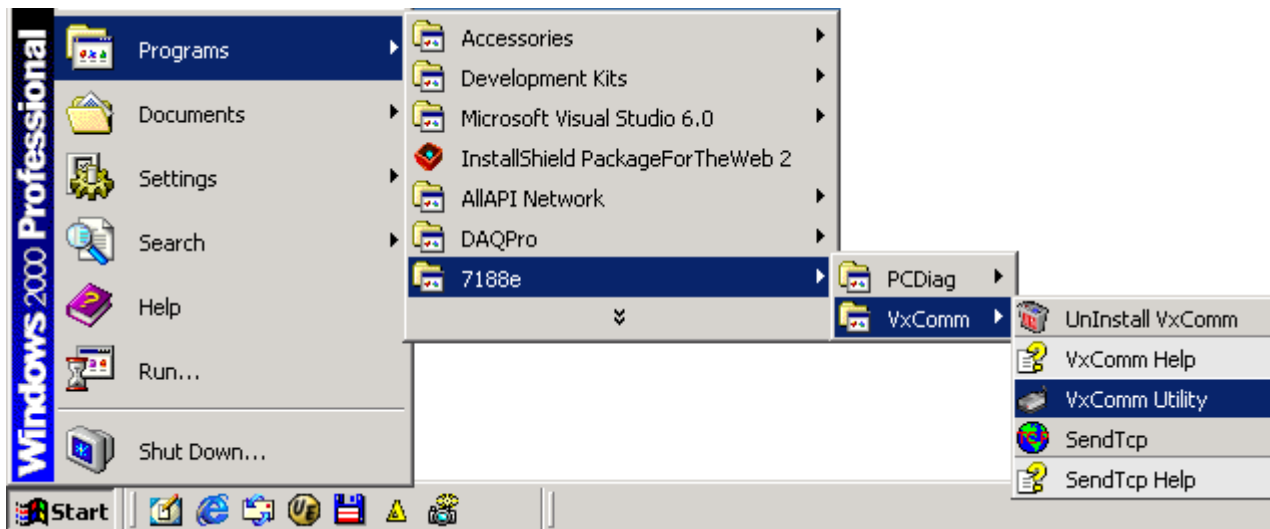 Windows 2000 Professional
Programs
Documents
Settings
Search
Help
Run...
Shut Down...
Accessories
Development Kits
Microsoft Visual Studio 6.0
InstallShield PackageForTheWeb 2
AllAPI Network
DAQPro
7188e
PCDiag
VxComm
UnInstall VxComm
VxComm Help
VxComm Utility
SendTcp
SendTcp Help
Start
UE